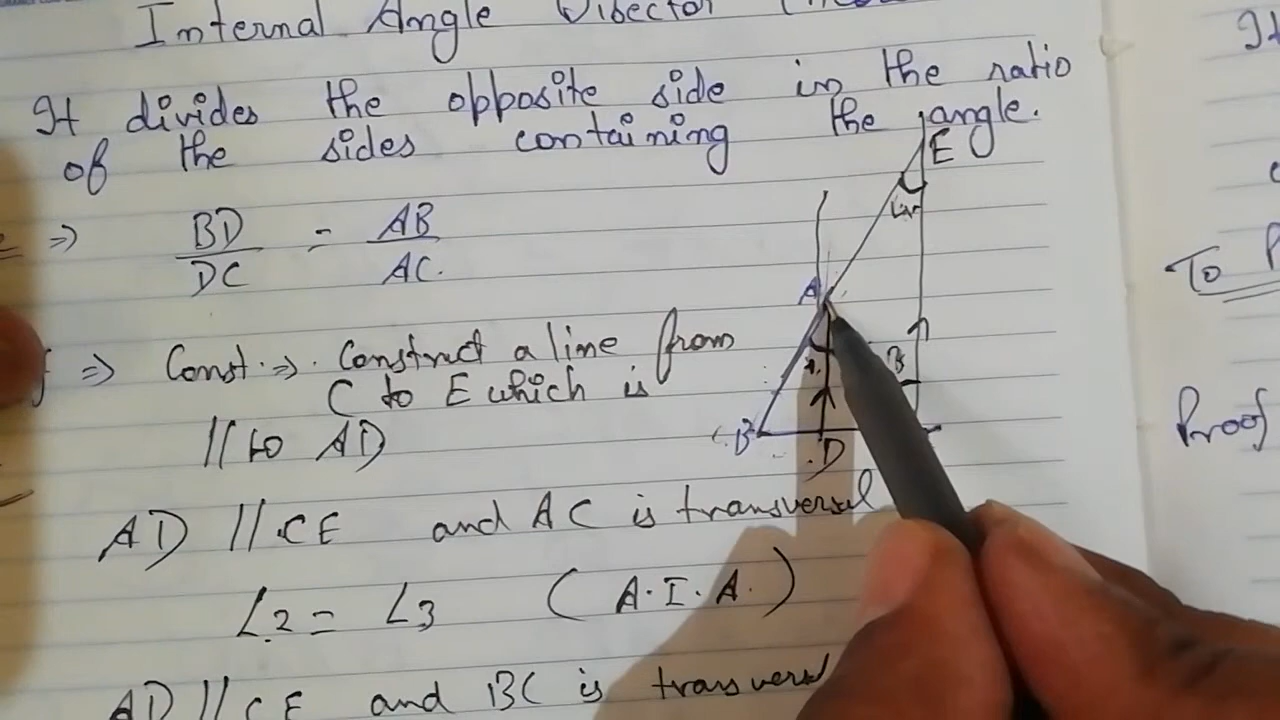 Internal Angle
It divides the opposite side in the ratio
of the sides containing the angle.
⇒ BD/DC = AB/AC.
⇒ Const. ⇒. Construct a line from
C to E which is
// to AD
AD // CE and AC is transversal
∠2 = ∠3 (A.I.A.)
AD // CE and BC is transversal
E
A
B
D
To
Proof